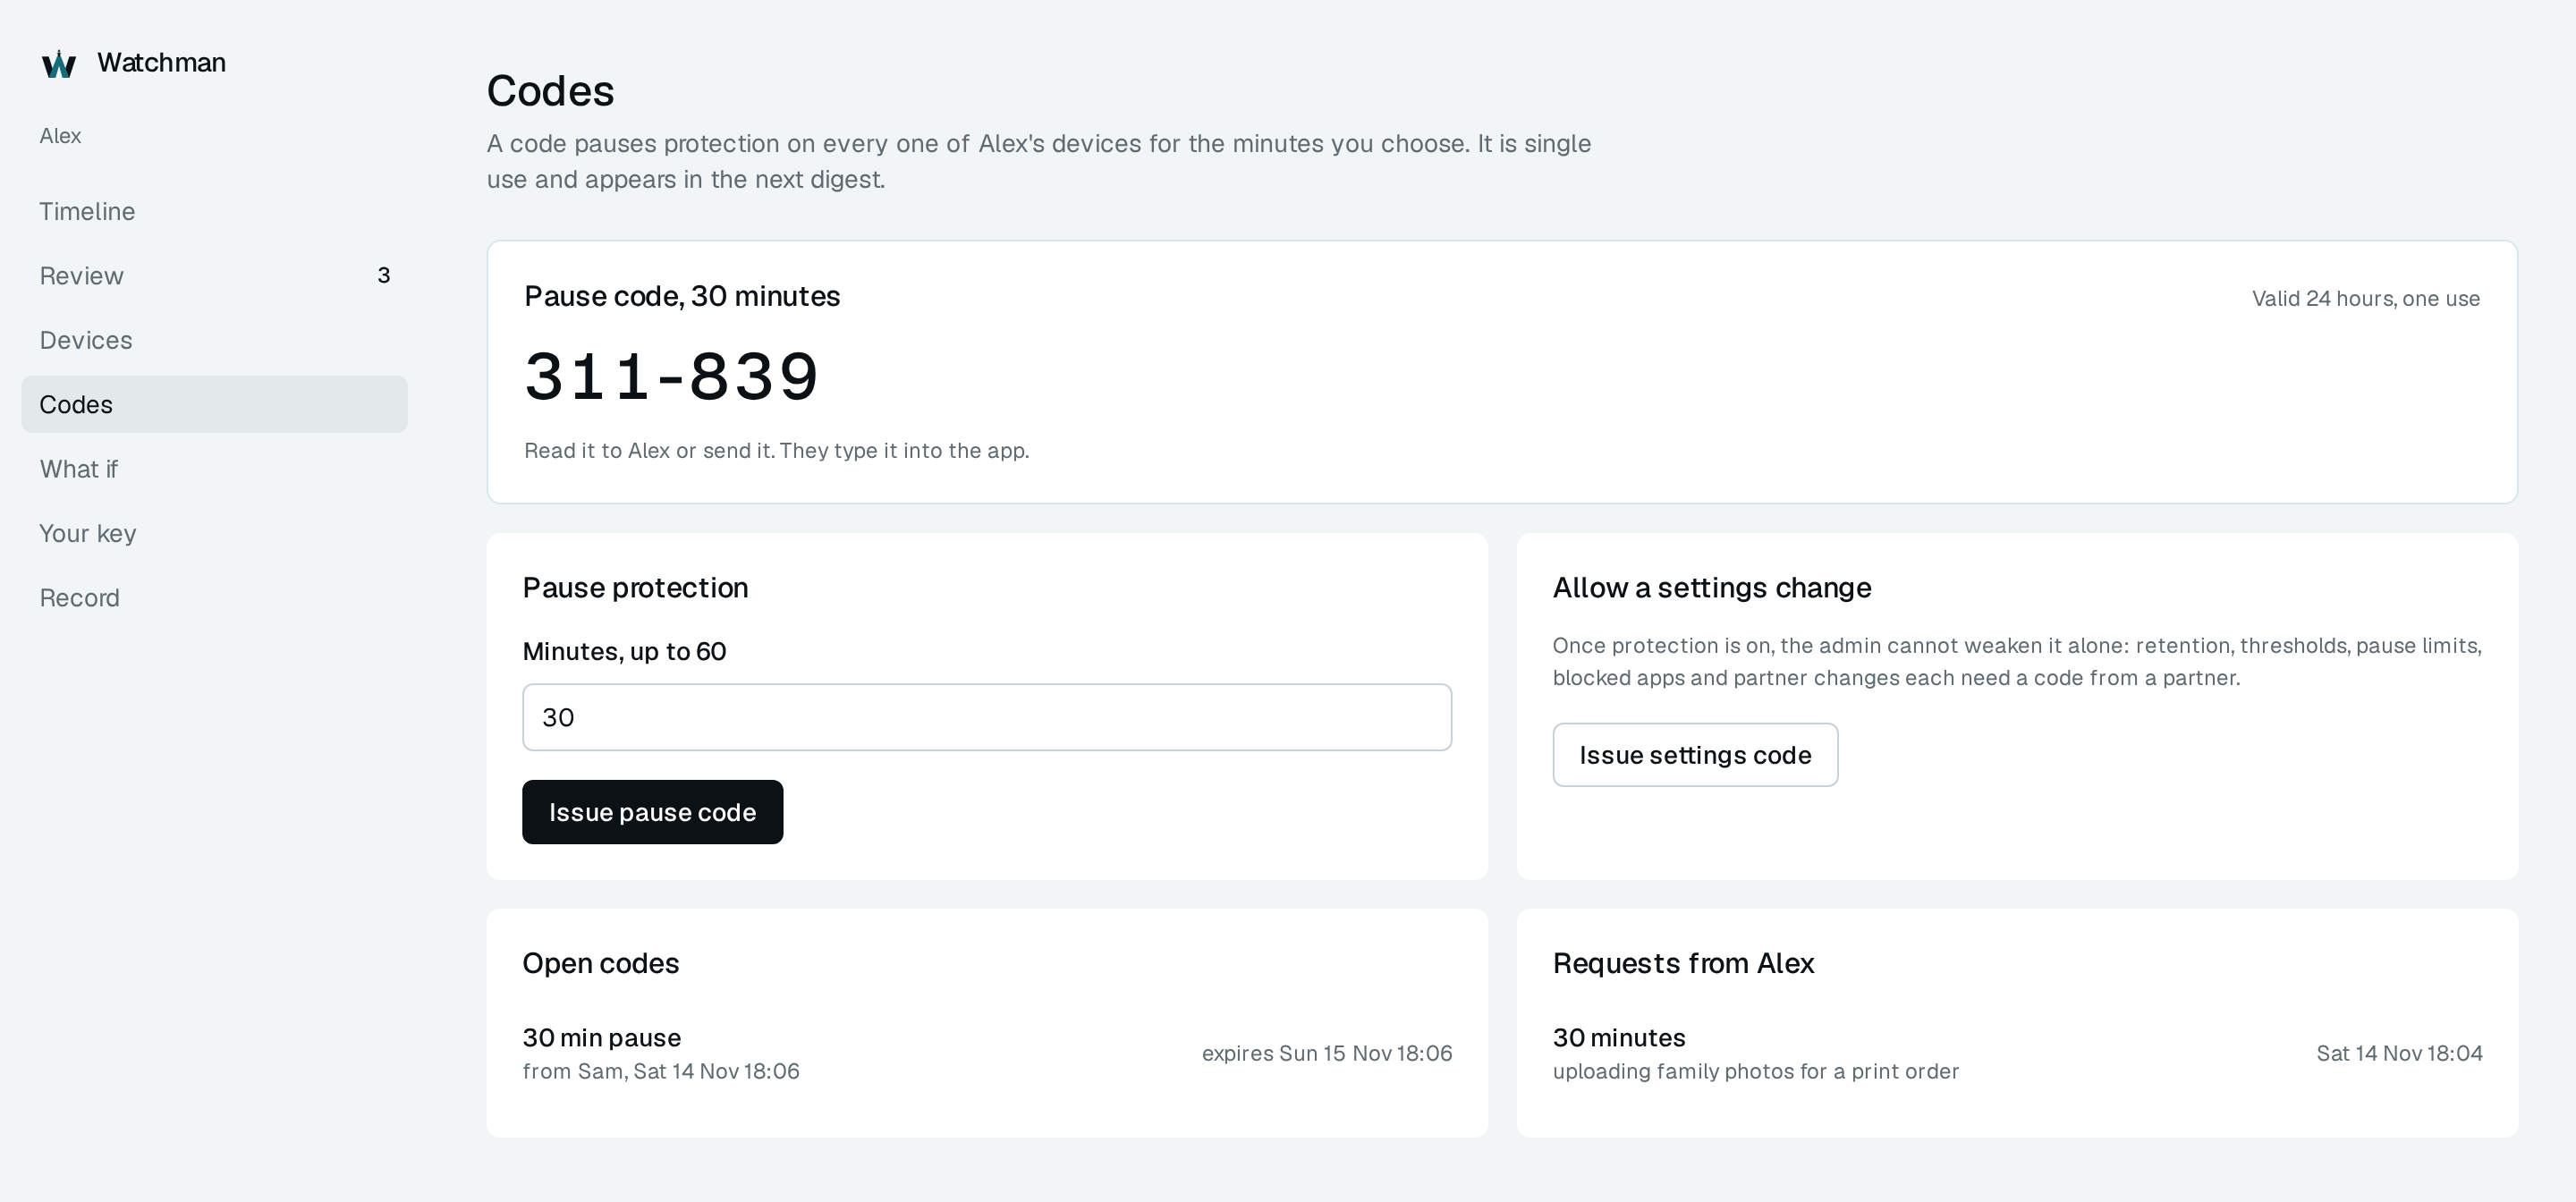 Watchman
Alex
Timeline
Review 3
Devices
Codes
What if
Your key
Record
Codes
A code pauses protection on every one of Alex's devices for the minutes you choose. It is single
use and appears in the next digest.
Pause code, 30 minutes
Valid 24 hours, one use
311-839
Read it to Alex or send it. They type it into the app.
Pause protection
Minutes, up to 60
30
Issue pause code
Allow a settings change
Once protection is on, the admin cannot weaken it alone: retention, thresholds, pause limits,
blocked apps and partner changes each need a code from a partner.
Issue settings code
Open codes
30 min pause
from Sam, Sat 14 Nov 18:06
expires Sun 15 Nov 18:06
Requests from Alex
30 minutes
uploading family photos for a print order
Sat 14 Nov 18:04